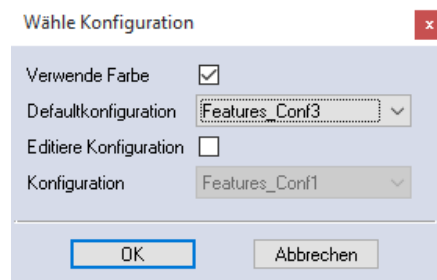 Wähle Konfiguration
x
Verwende Farbe
Defaultkonfiguration Features_Conf3
Editiere Konfiguration
Konfiguration Features_Conf1
OK Abbrechen